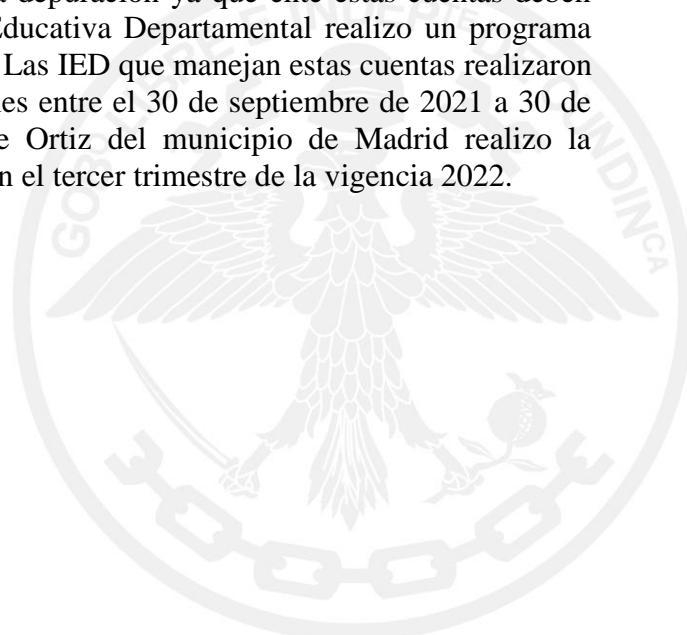 a depuración ya que ente estas cuentas deben
Educativa Departamental realizo un programa
Las IED que manejan estas cuentas realizaron
nes entre el 30 de septiembre de 2021 a 30 de
e Ortiz del municipio de Madrid realizo la
n el tercer trimestre de la vigencia 2022.